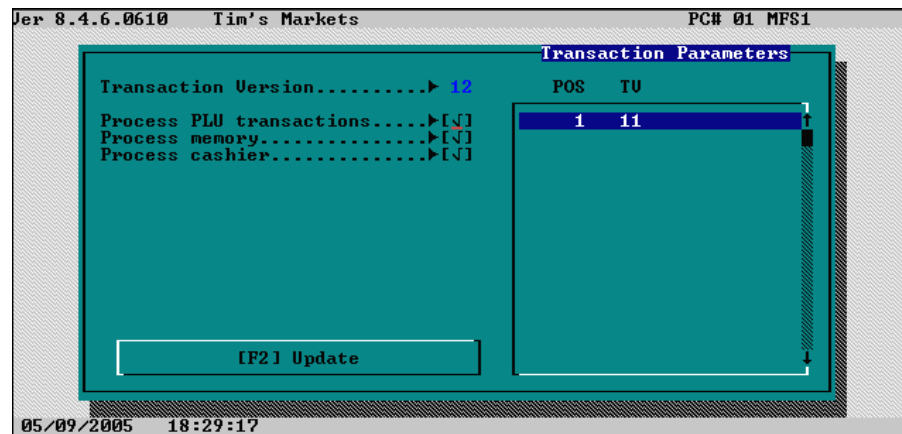 Ver 8.4.6.0610 Tim's Markets PC# 01 MFS1
Transaction Parameters
Transaction Version..........► 12
POS TV
Process PLU transactions.....►[√]
1 11
Process memory...............►[√]
Process cashier..............►[√]
[F2] Update
05/09/2005 18:29:17